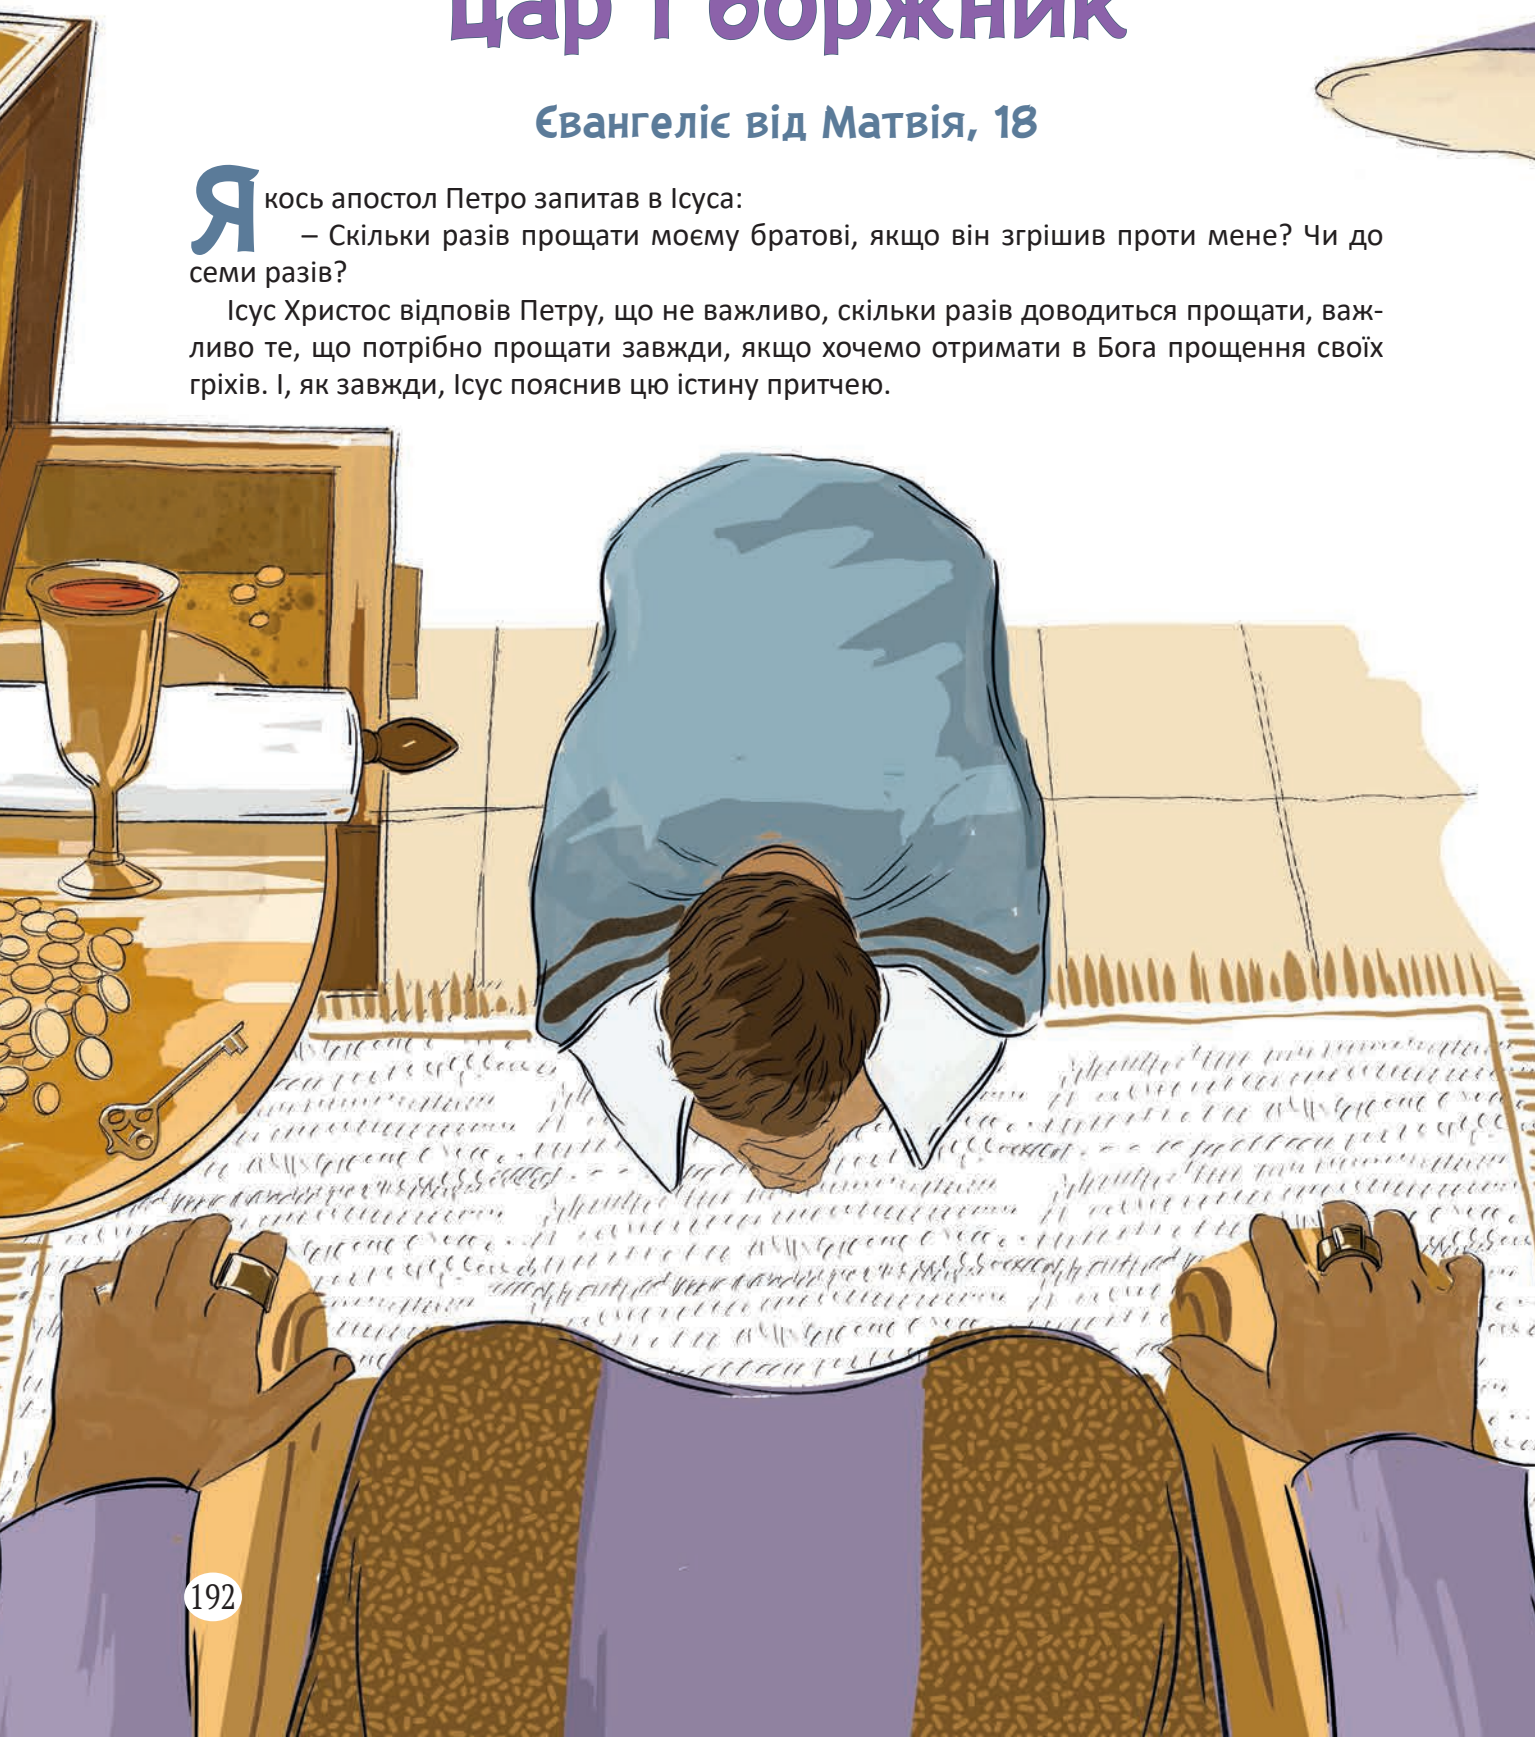 цар і боржник
Євангеліє від Матвія, 18
Якось апостол Петро запитав в Ісуса:
– Скільки разів прощати моєму братові, якщо він згрішив проти мене? Чи до
семи разів?
Ісус Христос відповів Петру, що не важливо, скільки разів доводиться прощати, важ-
ливо те, що потрібно прощати завжди, якщо хочемо отримати в Бога прощення своїх
гріхів. І, як завжди, Ісус пояснив цю істину притчею.
192